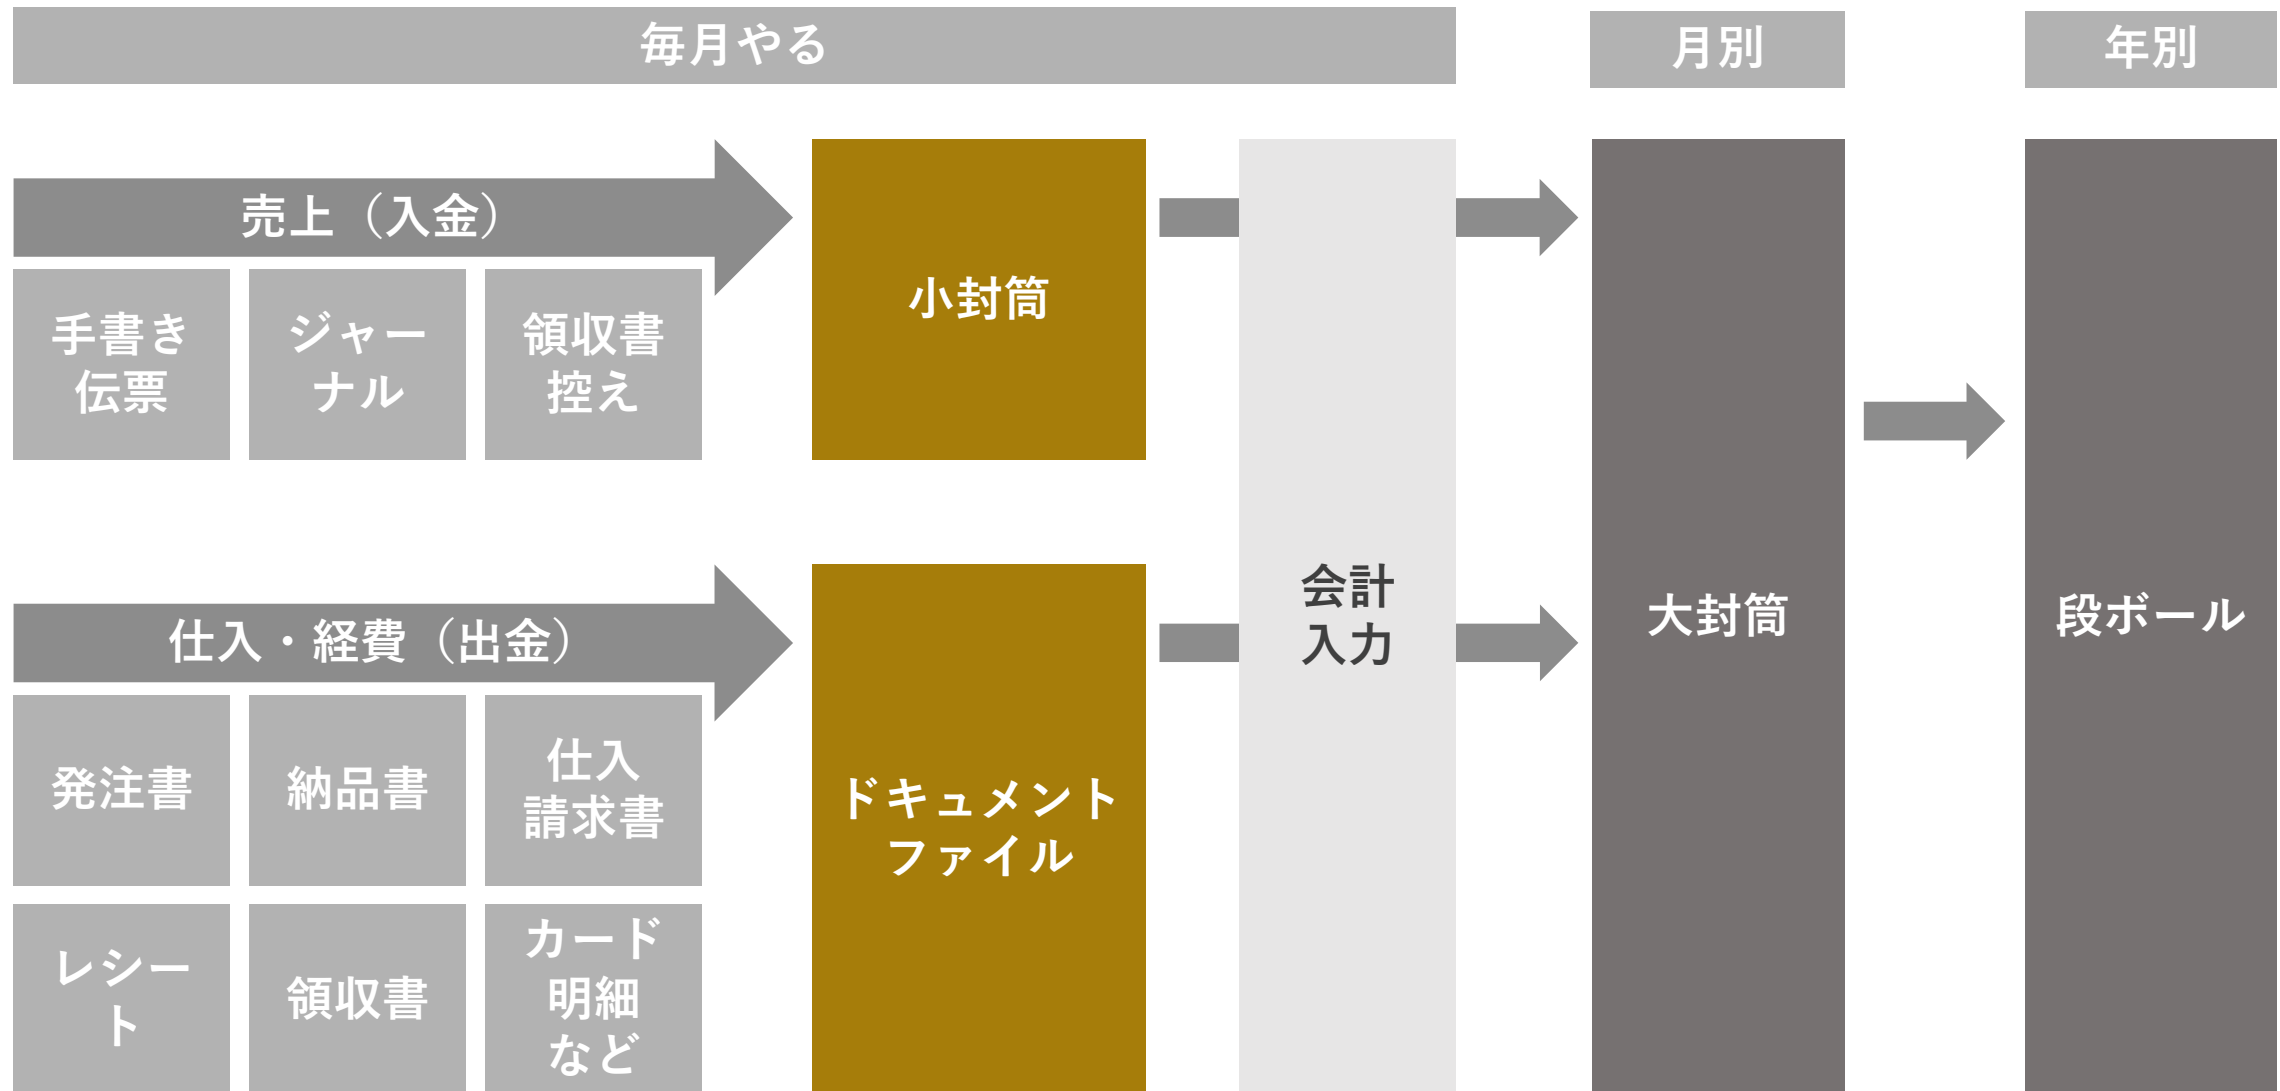 毎月やる
月別
年別
売上（入金）
手書き
伝票
ジャー
ナル
領収書
控え
小封筒
仕入・経費（出金）
発注書
納品書
仕入
請求書
レシー
ト
領収書
カード
明細
など
ドキュメント
ファイル
会計
入力
大封筒
段ボール